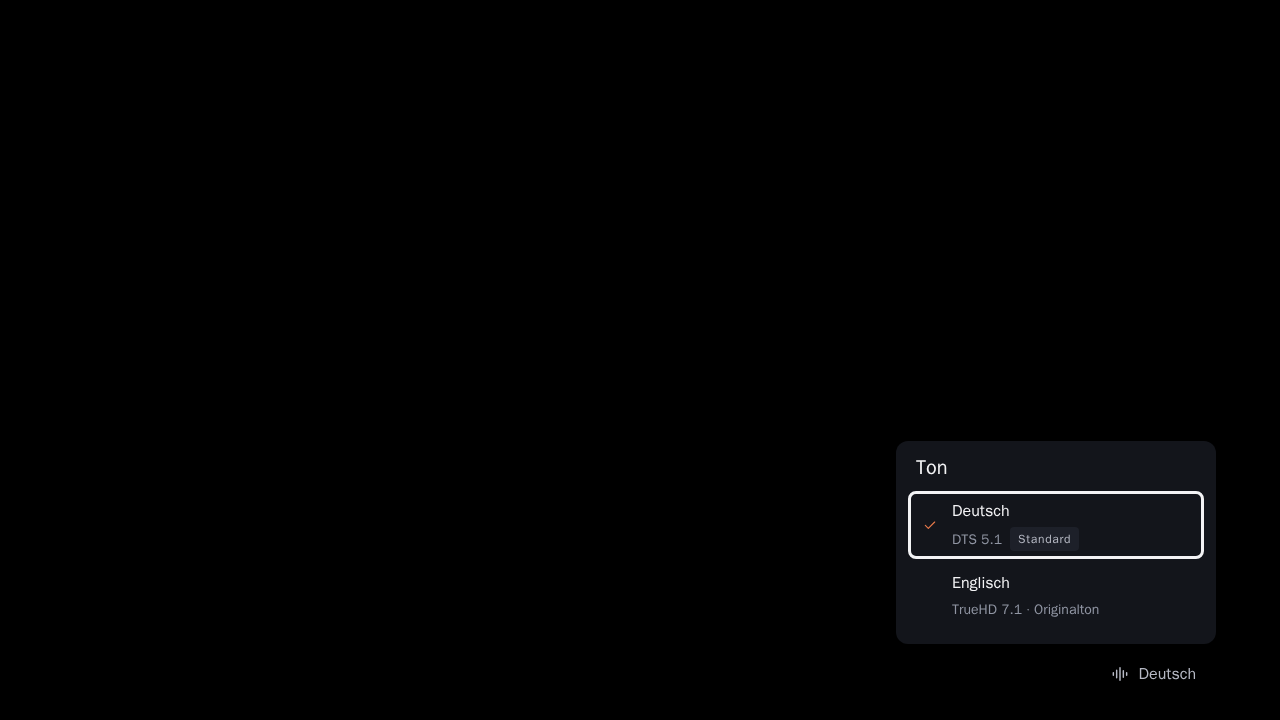 Ton
Deutsch
DTS 5.1 Standard
Englisch
TrueHD 7.1 · Originalton
Deutsch